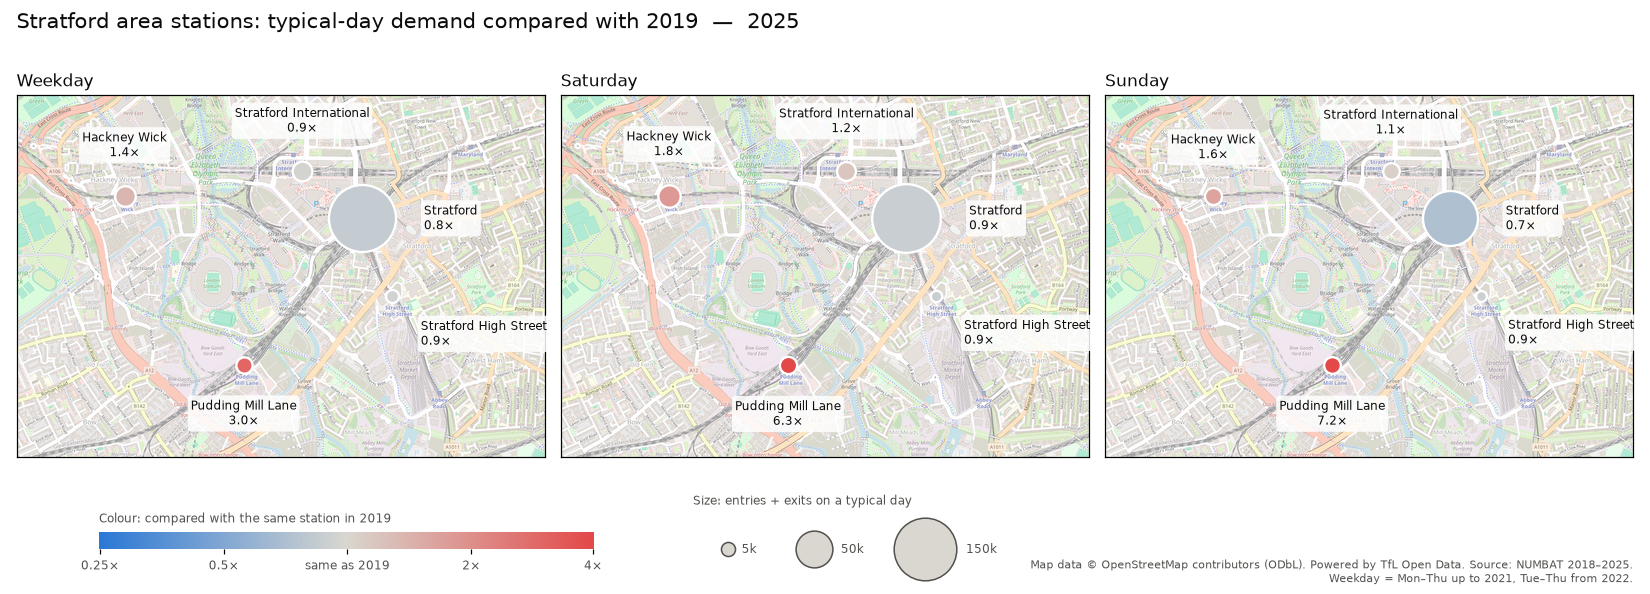 Stratford area stations: typical-day demand compared with 2019 — 2025
Weekday
Hackney Wick
1.4×
Stratford International
0.9×
Stratford
0.8×
Stratford High Street
0.9×
Pudding Mill Lane
3.0×
Saturday
Hackney Wick
1.8×
Stratford International
1.2×
Stratford
0.9×
Stratford High Street
0.9×
Pudding Mill Lane
6.3×
Sunday
Hackney Wick
1.6×
Stratford International
1.1×
Stratford
0.7×
Stratford High Street
0.9×
Pudding Mill Lane
7.2×
Colour: compared with the same station in 2019
0.25× 0.5× same as 2019 2× 4×
Size: entries + exits on a typical day
5k 50k 150k
Map data © OpenStreetMap contributors (ODbL). Powered by TfL Open Data. Source: NUMBAT 2018–2025.
Weekday = Mon–Thu up to 2021, Tue–Thu from 2022.